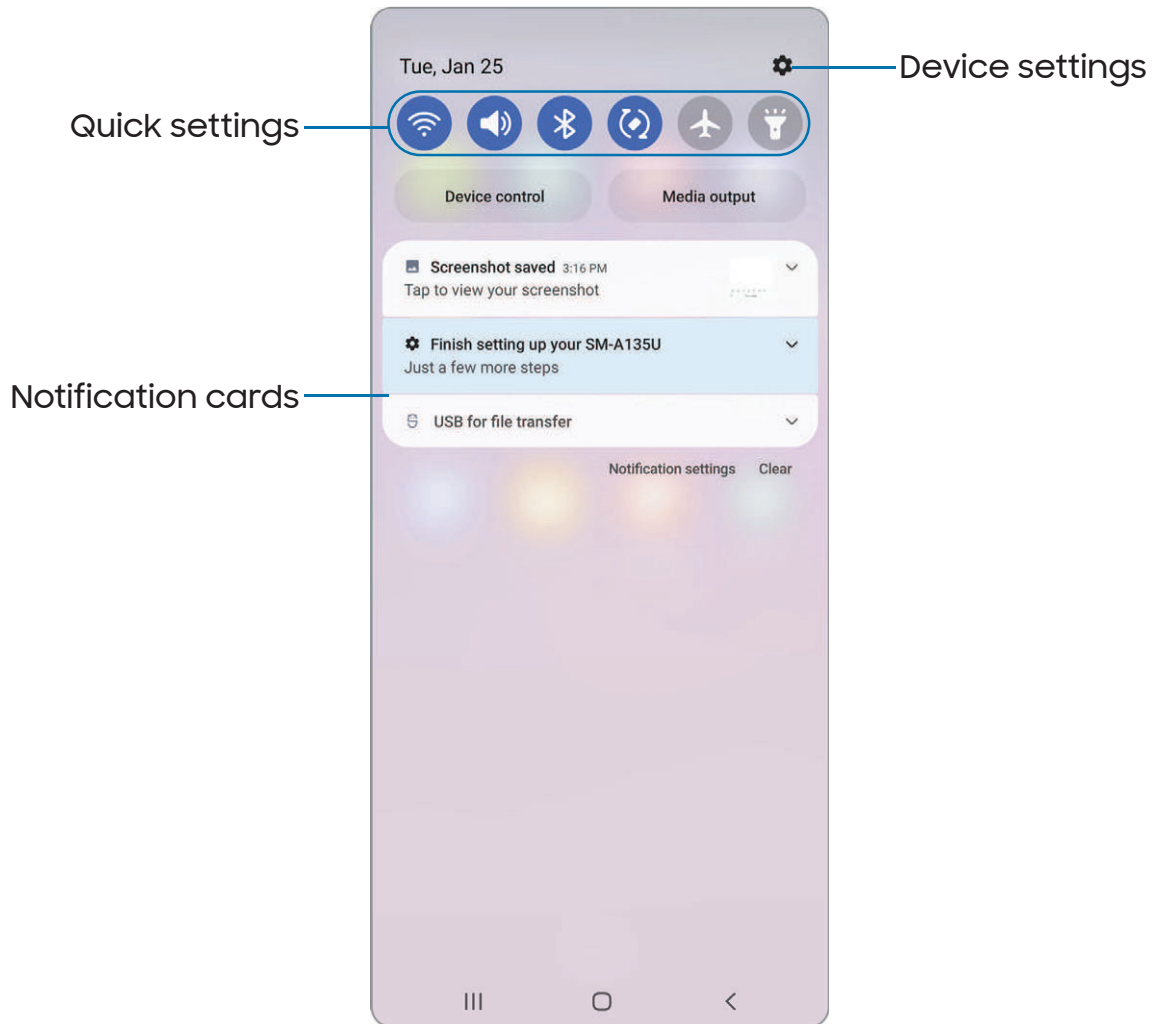 Tue, Jan 25
Device settings
Quick settings
Device control
Media output
Screenshot saved 3:16 PM
Tap to view your screenshot
Finish setting up your SM-A135U
Just a few more steps
Notification cards
USB for file transfer
Notification settings
Clear